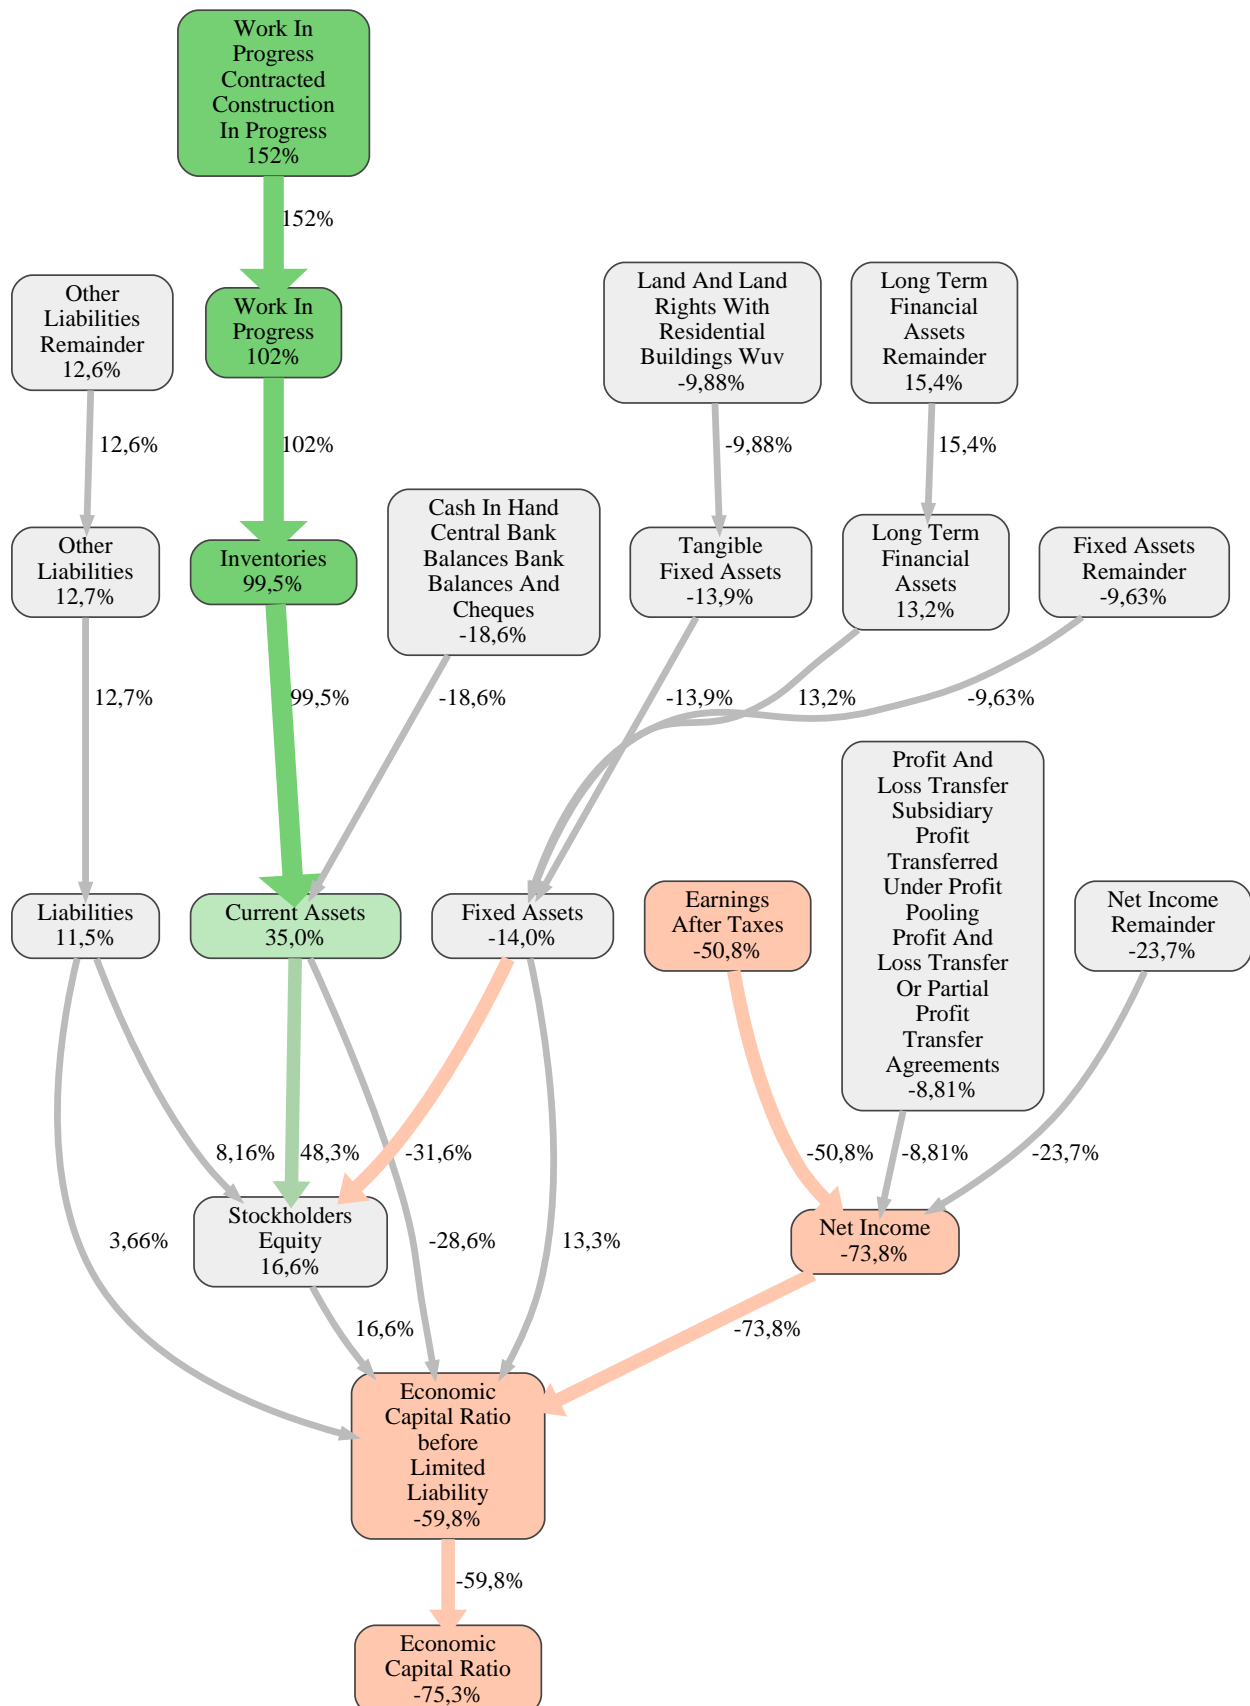 Work In
Progress
Contracted
Construction
In Progress
152%
152%
Other
Liabilities
Remainder
12,6%
Work In
Progress
102%
Land And Land
Rights With
Residential
Buildings Wuv
-9,88%
Long Term
Financial
Assets
Remainder
15,4%
12,6%
102%
-9,88%
15,4%
Other
Liabilities
12,7%
Inventories
99,5%
Cash In Hand
Central Bank
Balances Bank
Balances And
Cheques
-18,6%
Tangible
Fixed Assets
-13,9%
Long Term
Financial
Assets
13,2%
Fixed Assets
Remainder
-9,63%
12,7%
99,5%
-18,6%
-13,9%
13,2%
-9,63%
Liabilities
11,5%
Current Assets
35,0%
Fixed Assets
-14,0%
Earnings
After Taxes
-50,8%
Profit And
Loss Transfer
Subsidiary
Profit
Transferred
Under Profit
Pooling
Profit And
Loss Transfer
Or Partial
Profit
Transfer
Agreements
-8,81%
Net Income
Remainder
-23,7%
8,16%
48,3%
-31,6%
-50,8%
-8,81%
-23,7%
Stockholders
Equity
16,6%
Net Income
-73,8%
3,66%
-28,6%
13,3%
16,6%
-73,8%
Economic
Capital Ratio
before
Limited
Liability
-59,8%
-59,8%
Economic
Capital Ratio
-75,3%